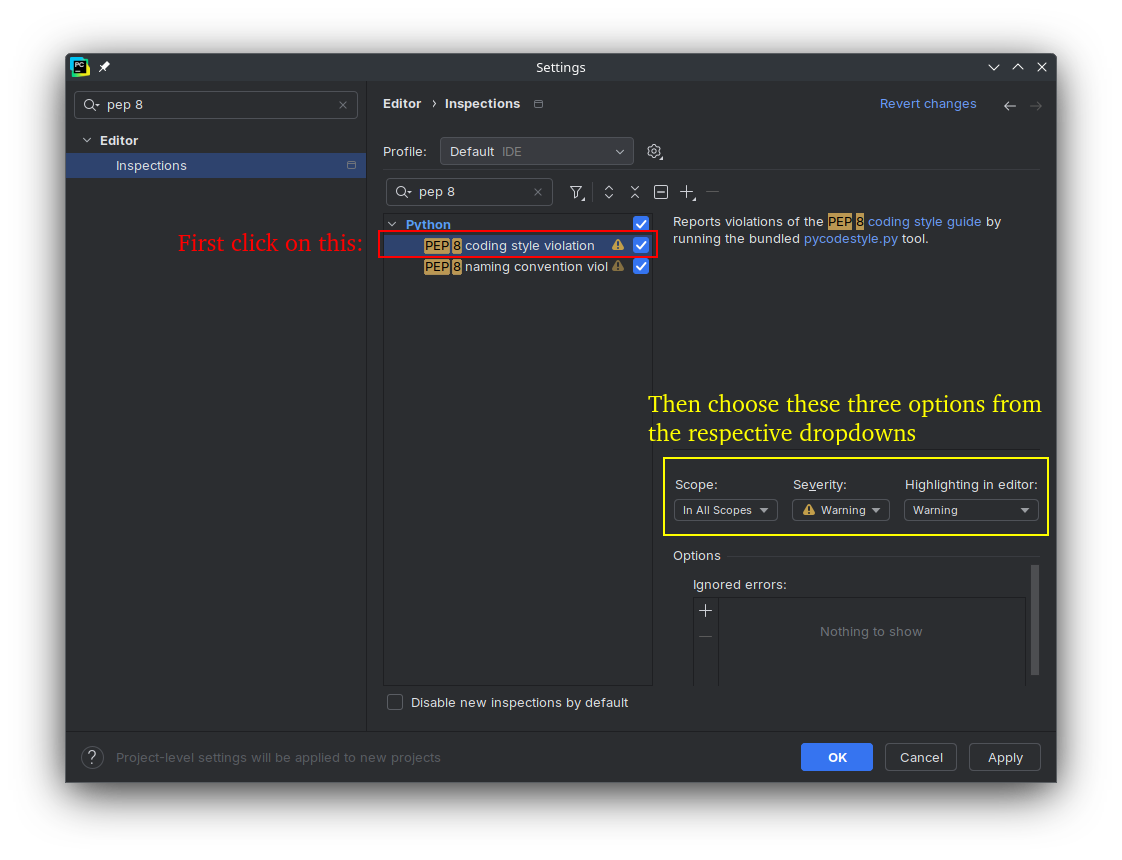 PC
Settings
pep 8
Editor
Inspections
Editor › Inspections
Revert changes
Profile:
Default IDE
pep 8
Python
PEP 8 coding style violation
PEP 8 naming convention viol
Reports violations of the PEP 8 coding style guide by
running the bundled pycodestyle.py tool.
First click on this:
Then choose these three options from
the respective dropdowns
Scope:
Severity:
Highlighting in editor:
In All Scopes
Warning
Warning
Options
Ignored errors:
Nothing to show
Disable new inspections by default
? Project-level settings will be applied to new projects
OK
Cancel
Apply